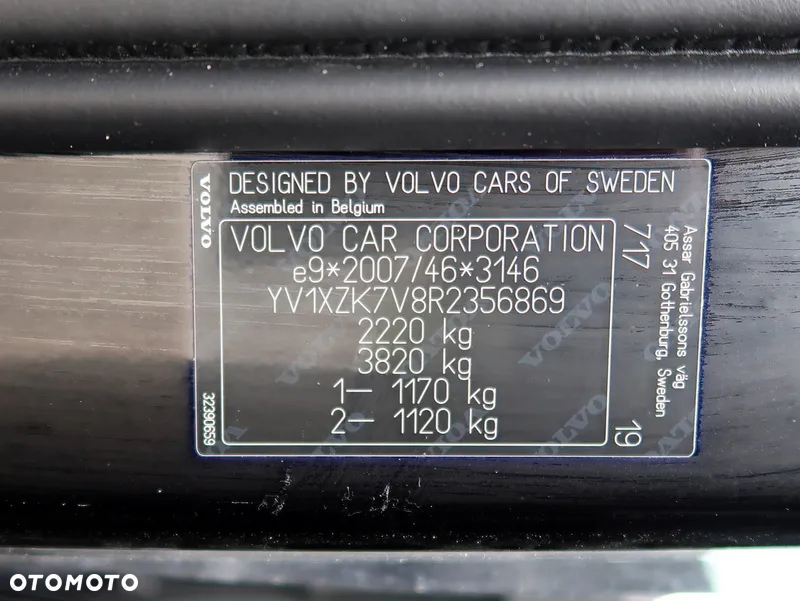 VOLVO
DESIGNED BY VOLVO CARS OF SWEDEN
Assembled in Belgium
VOLVO CAR CORPORATION
e9*2007/46*3146
YV1XZK7V8R2356869
2220 kg
3820 kg
1– 1170 kg
2– 1120 kg
32390659
717
19
Assar Gabrielssons väg
405 31 Gothenburg, Sweden
OTOMOTO